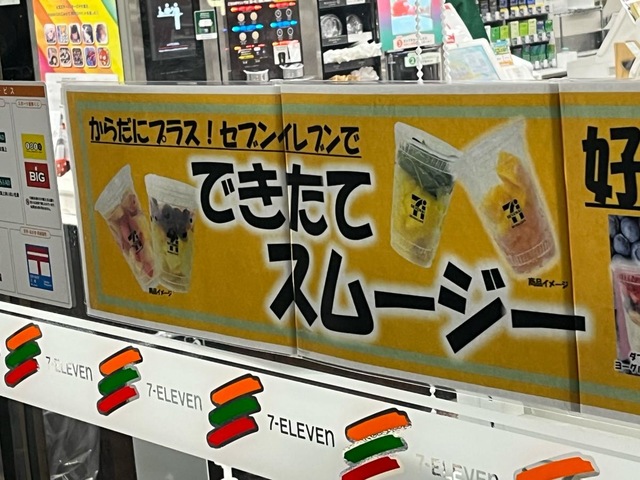 からだにプラス！セブンイレブンで
できたて
スムージー
商品イメージ
商品イメージ
好
BIG
7-ELEVEN
7-ELEVEN
7-ELEVEN
7-ELEVEN